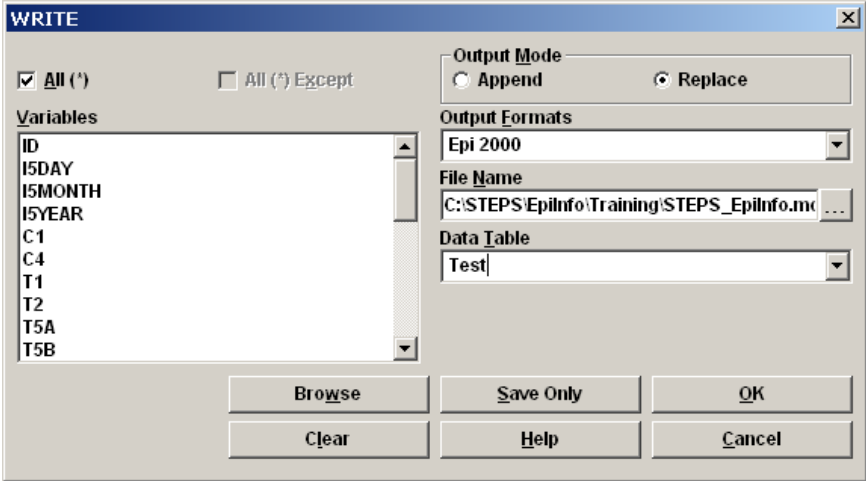 WRITE
All (*)
All (*) Except
Variables
ID
I5DAY
I5MONTH
I5YEAR
C1
C4
T1
T2
T5A
T5B
Output Mode
Append
Replace
Output Formats
Epi 2000
File Name
C:\STEPS\EpiInfo\Training\STEPS_EpiInfo.mc
...
Data Table
Test
Browse
Save Only
OK
Clear
Help
Cancel